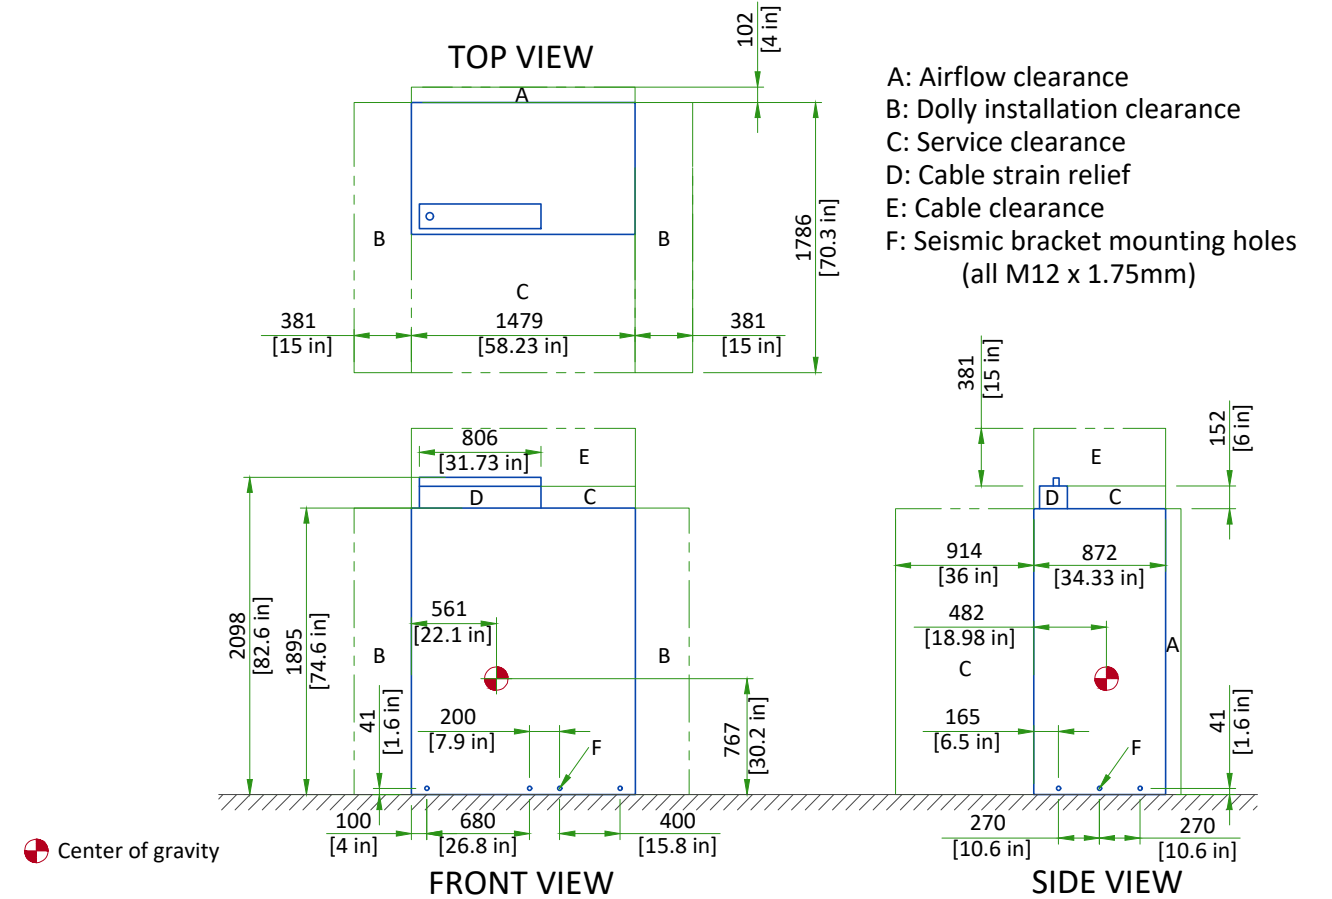 TOP VIEW
102
[4 in]
A
B
B
C
381
[15 in]
1479
[58.23 in]
381
[15 in]
1786
[70.3 in]
A: Airflow clearance
B: Dolly installation clearance
C: Service clearance
D: Cable strain relief
E: Cable clearance
F: Seismic bracket mounting holes
(all M12 x 1.75mm)
806
[31.73 in]
E
D
C
2098
[82.6 in]
1895
[74.6 in]
561
[22.1 in]
B
B
41
[1.6 in]
200
[7.9 in]
F
767
[30.2 in]
100
[4 in]
680
[26.8 in]
400
[15.8 in]
Center of gravity
FRONT VIEW
381
[15 in]
152
[6 in]
E
D
C
914
[36 in]
872
[34.33 in]
482
[18.98 in]
A
C
165
[6.5 in]
F
41
[1.6 in]
270
[10.6 in]
270
[10.6 in]
SIDE VIEW